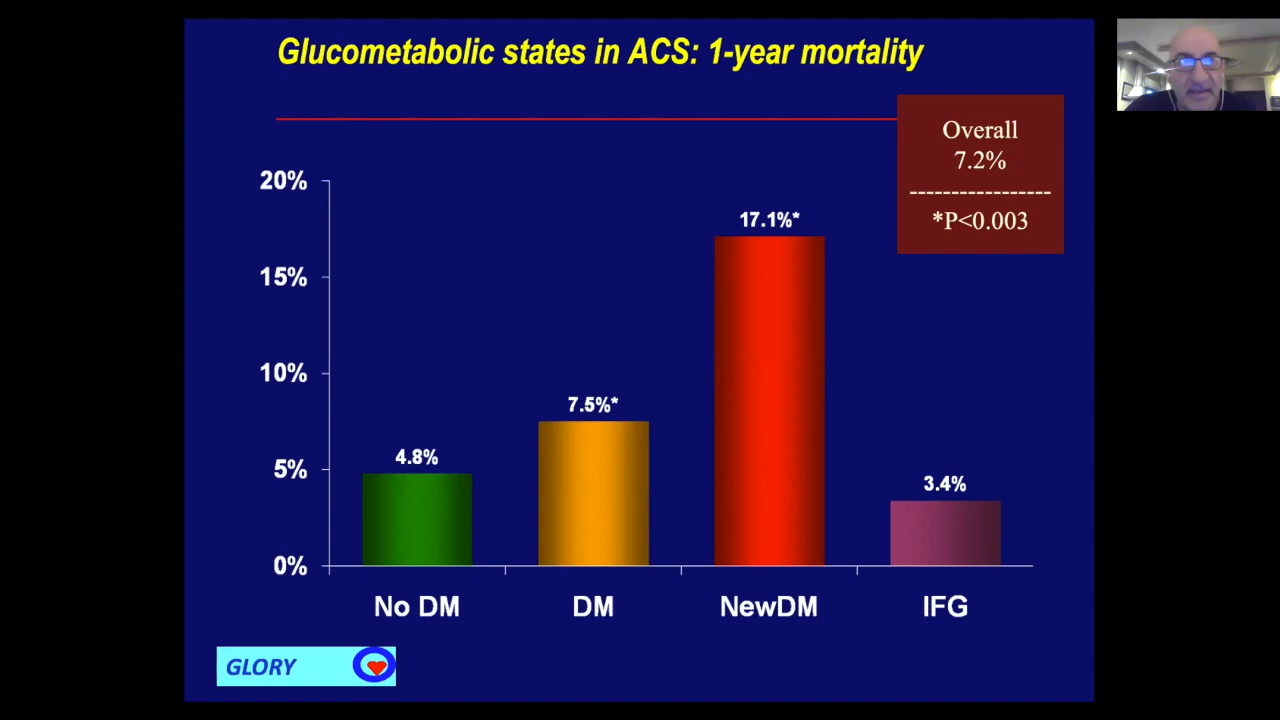 Glucometabolic states in ACS: 1-year mortality
Overall
7.2%
-----------------
*P<0.003
20%
15%
10%
5%
0%
4.8%
7.5%*
17.1%*
3.4%
No DM
DM
NewDM
IFG
GLORY